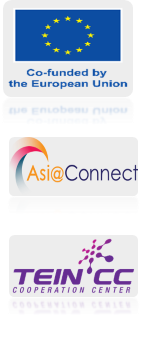 Co-funded by
the European Union
Asi@Connect
TEIN CC
COOPERATION CENTER